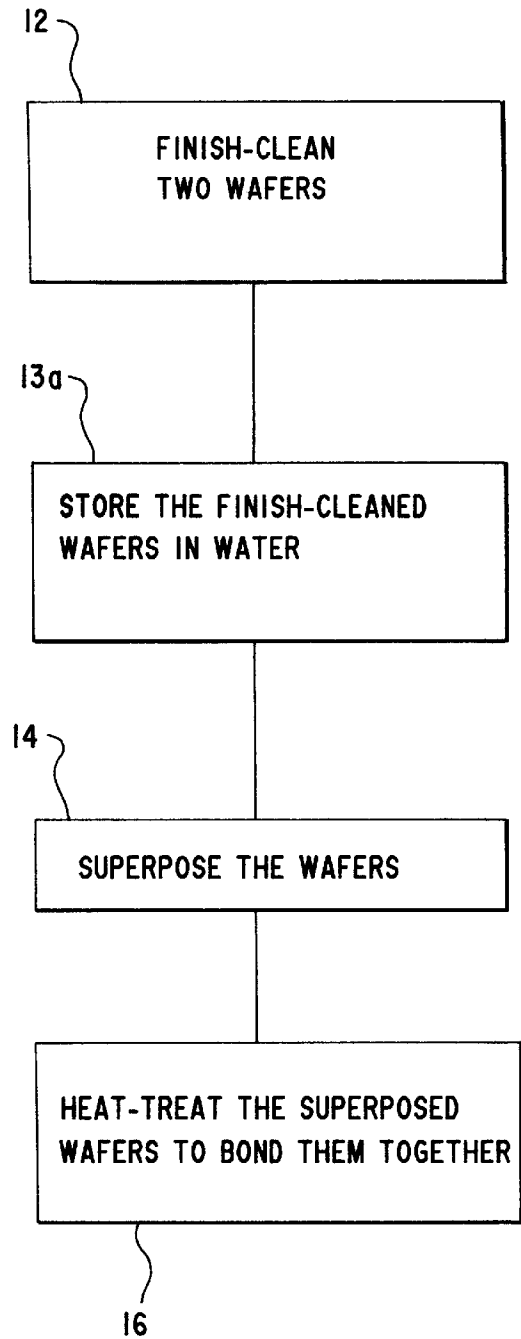 12
FINISH-CLEAN
TWO WAFERS
13a
STORE THE FINISH-CLEANED
WAFERS IN WATER
14
SUPERPOSE THE WAFERS
HEAT-TREAT THE SUPERPOSED
WAFERS TO BOND THEM TOGETHER
16